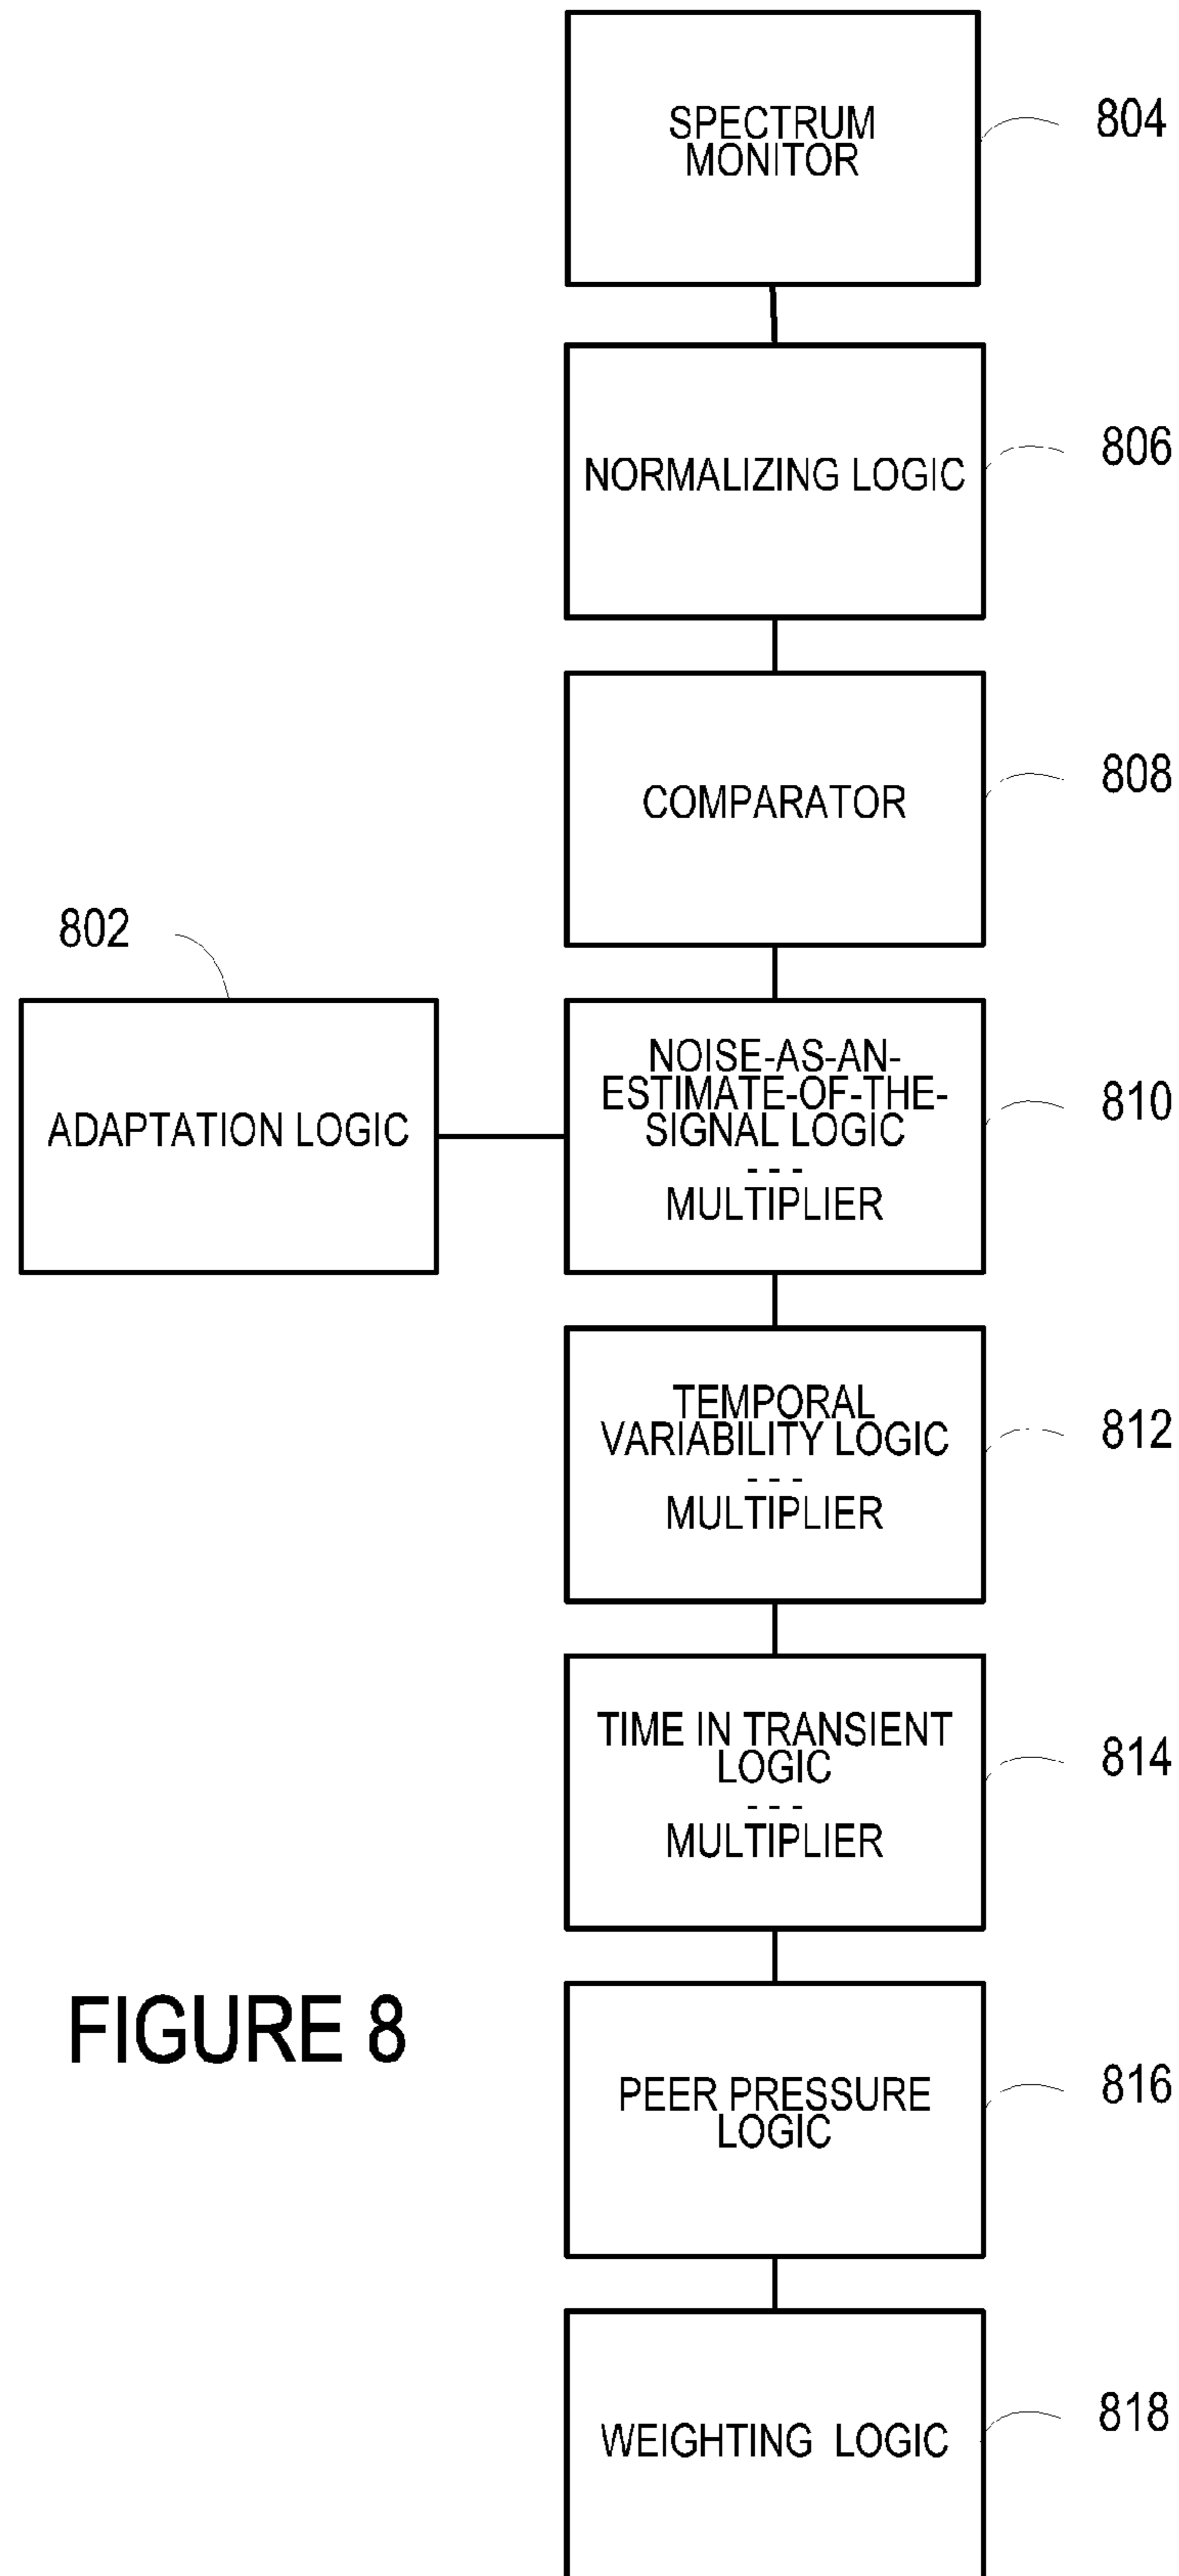 SPECTRUM
MONITOR
804
NORMALIZING LOGIC
806
COMPARATOR
808
802
ADAPTATION LOGIC
NOISE-AS-AN-
ESTIMATE-OF-THE-
SIGNAL LOGIC
- - -
MULTIPLIER
810
TEMPORAL
VARIABILITY LOGIC
- - -
MULTIPLIER
812
TIME IN TRANSIENT
LOGIC
- - -
MULTIPLIER
814
FIGURE 8
PEER PRESSURE
LOGIC
816
WEIGHTING LOGIC
818